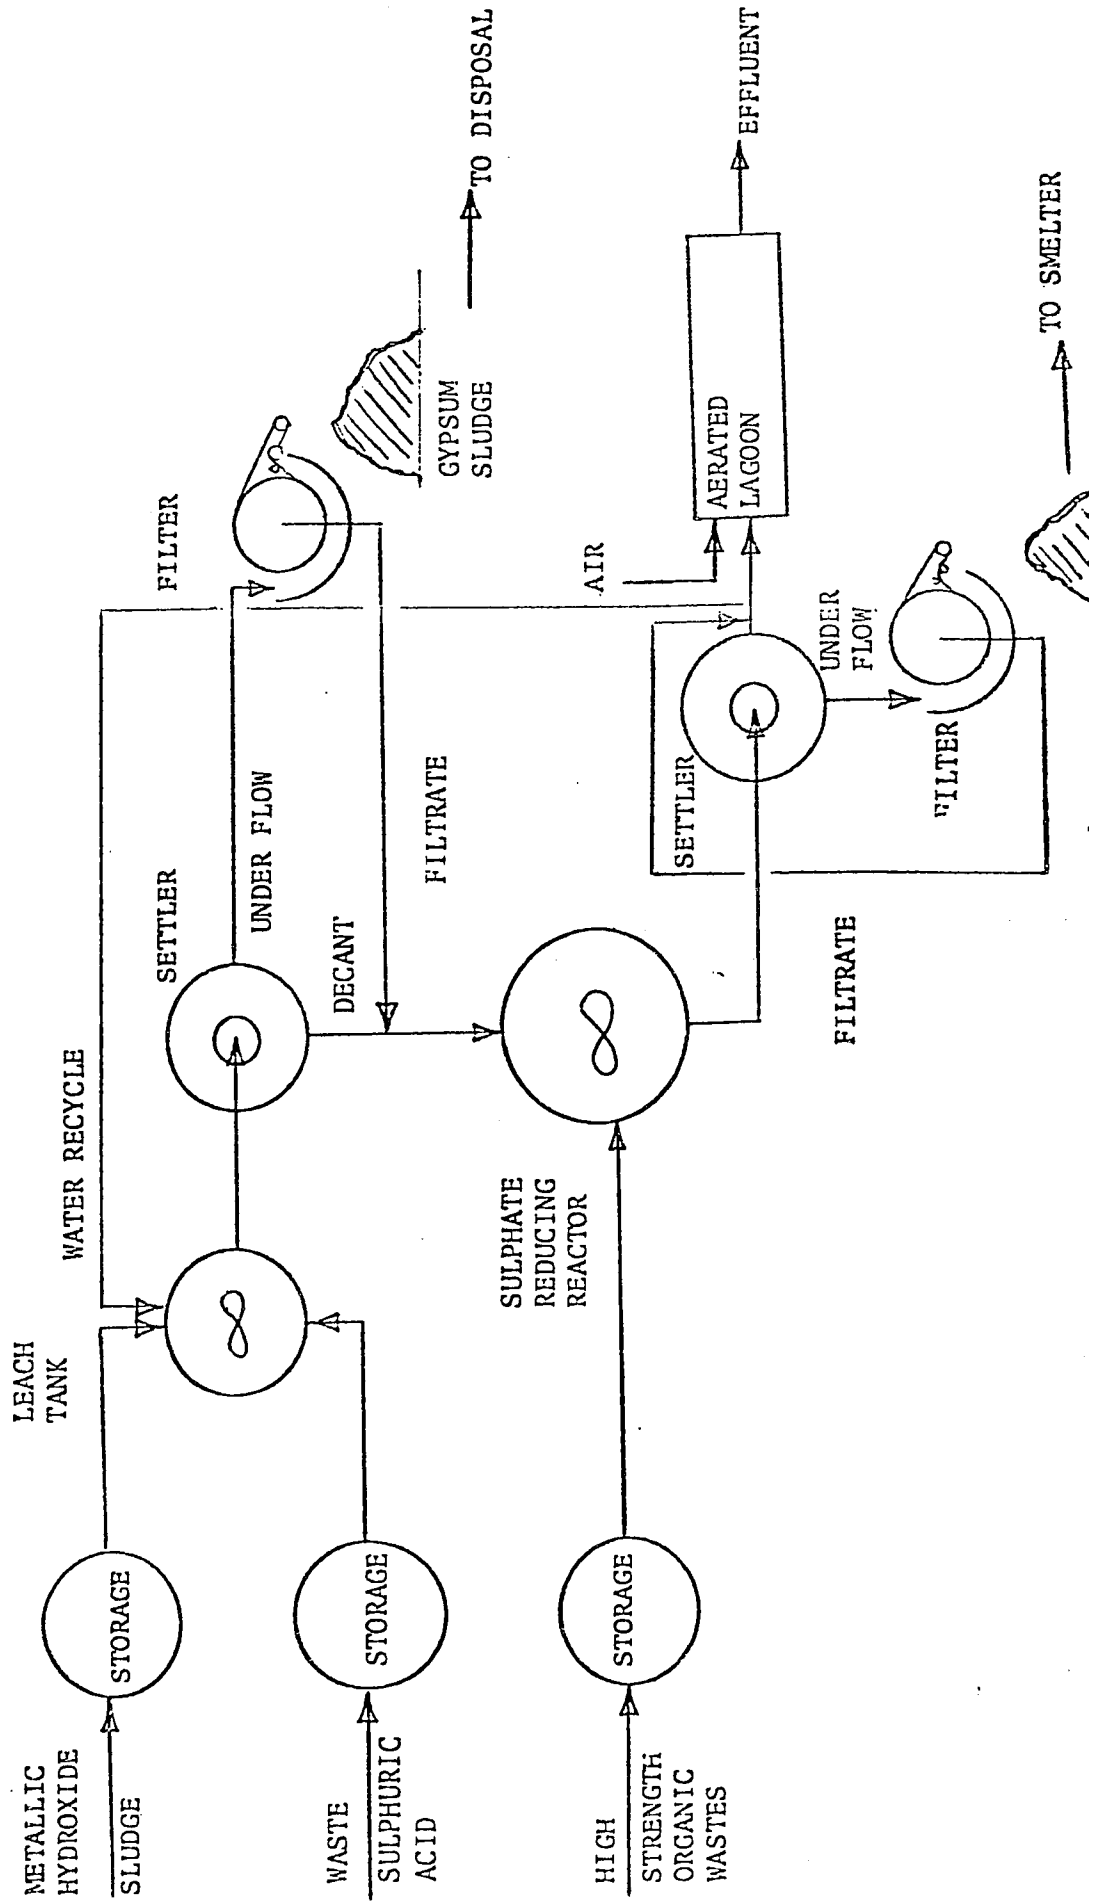 METALLIC
HYDROXIDE
SLUDGE
STORAGE
LEACH
TANK
WATER RECYCLE
SETTLER
UNDER FLOW
FILTER
GYPSUM
SLUDGE
TO DISPOSAL
WASTE
SULPHURIC
ACID
STORAGE
DECANT
FILTRATE
HIGH
STRENGTH
ORGANIC
WASTES
STORAGE
SULPHATE
REDUCING
REACTOR
SETTLER
AIR
AERATED
LAGOON
EFFLUENT
UNDER
FLOW
FILTRATE
FILTER
TO SMELTER